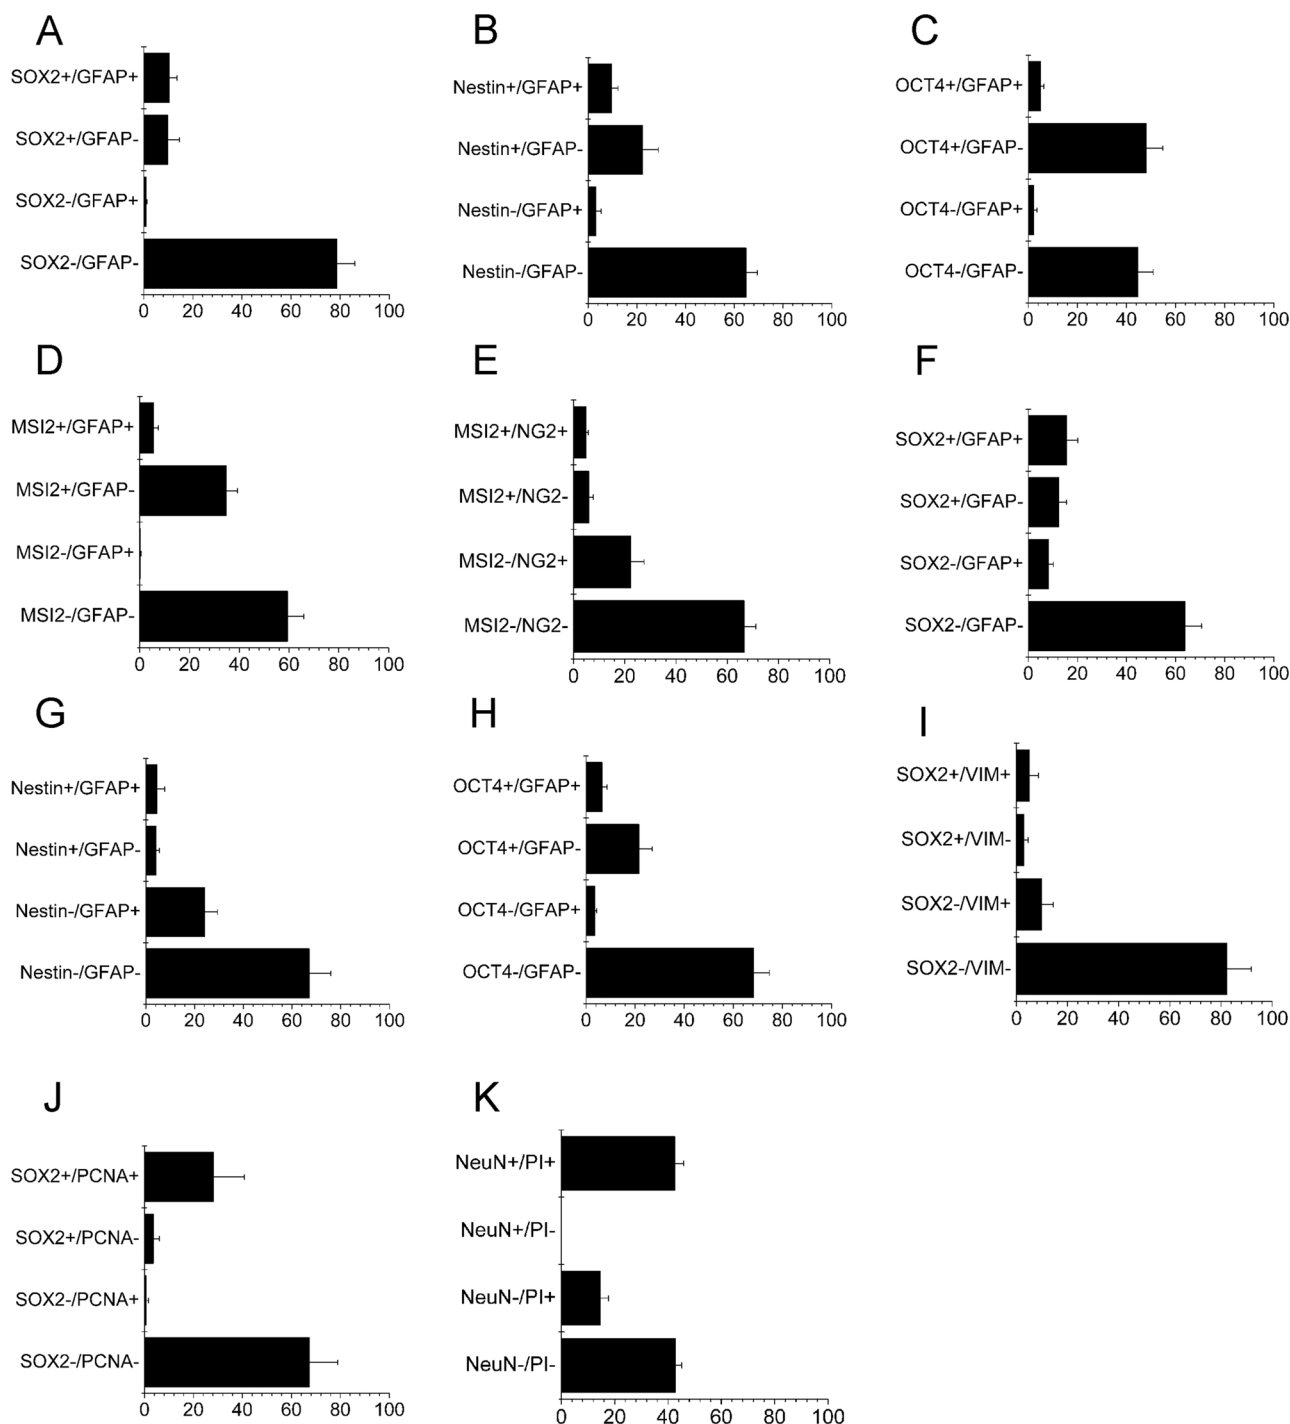 A
SOX2+/GFAP+
SOX2+/GFAP-
SOX2-/GFAP+
SOX2-/GFAP-
0 20 40 60 80 100
B
Nestin+/GFAP+
Nestin+/GFAP-
Nestin-/GFAP+
Nestin-/GFAP-
0 20 40 60 80 100
C
OCT4+/GFAP+
OCT4+/GFAP-
OCT4-/GFAP+
OCT4-/GFAP-
0 20 40 60 80 100
D
MSI2+/GFAP+
MSI2+/GFAP-
MSI2-/GFAP+
MSI2-/GFAP-
0 20 40 60 80 100
E
MSI2+/NG2+
MSI2+/NG2-
MSI2-/NG2+
MSI2-/NG2-
0 20 40 60 80 100
F
SOX2+/GFAP+
SOX2+/GFAP-
SOX2-/GFAP+
SOX2-/GFAP-
0 20 40 60 80 100
G
Nestin+/GFAP+
Nestin+/GFAP-
Nestin-/GFAP+
Nestin-/GFAP-
0 20 40 60 80 100
H
OCT4+/GFAP+
OCT4+/GFAP-
OCT4-/GFAP+
OCT4-/GFAP-
0 20 40 60 80 100
I
SOX2+/VIM+
SOX2+/VIM-
SOX2-/VIM+
SOX2-/VIM-
0 20 40 60 80 100
J
SOX2+/PCNA+
SOX2+/PCNA-
SOX2-/PCNA+
SOX2-/PCNA-
0 20 40 60 80 100
K
NeuN+/PI+
NeuN+/PI-
NeuN-/PI+
NeuN-/PI-
0 20 40 60 80 100